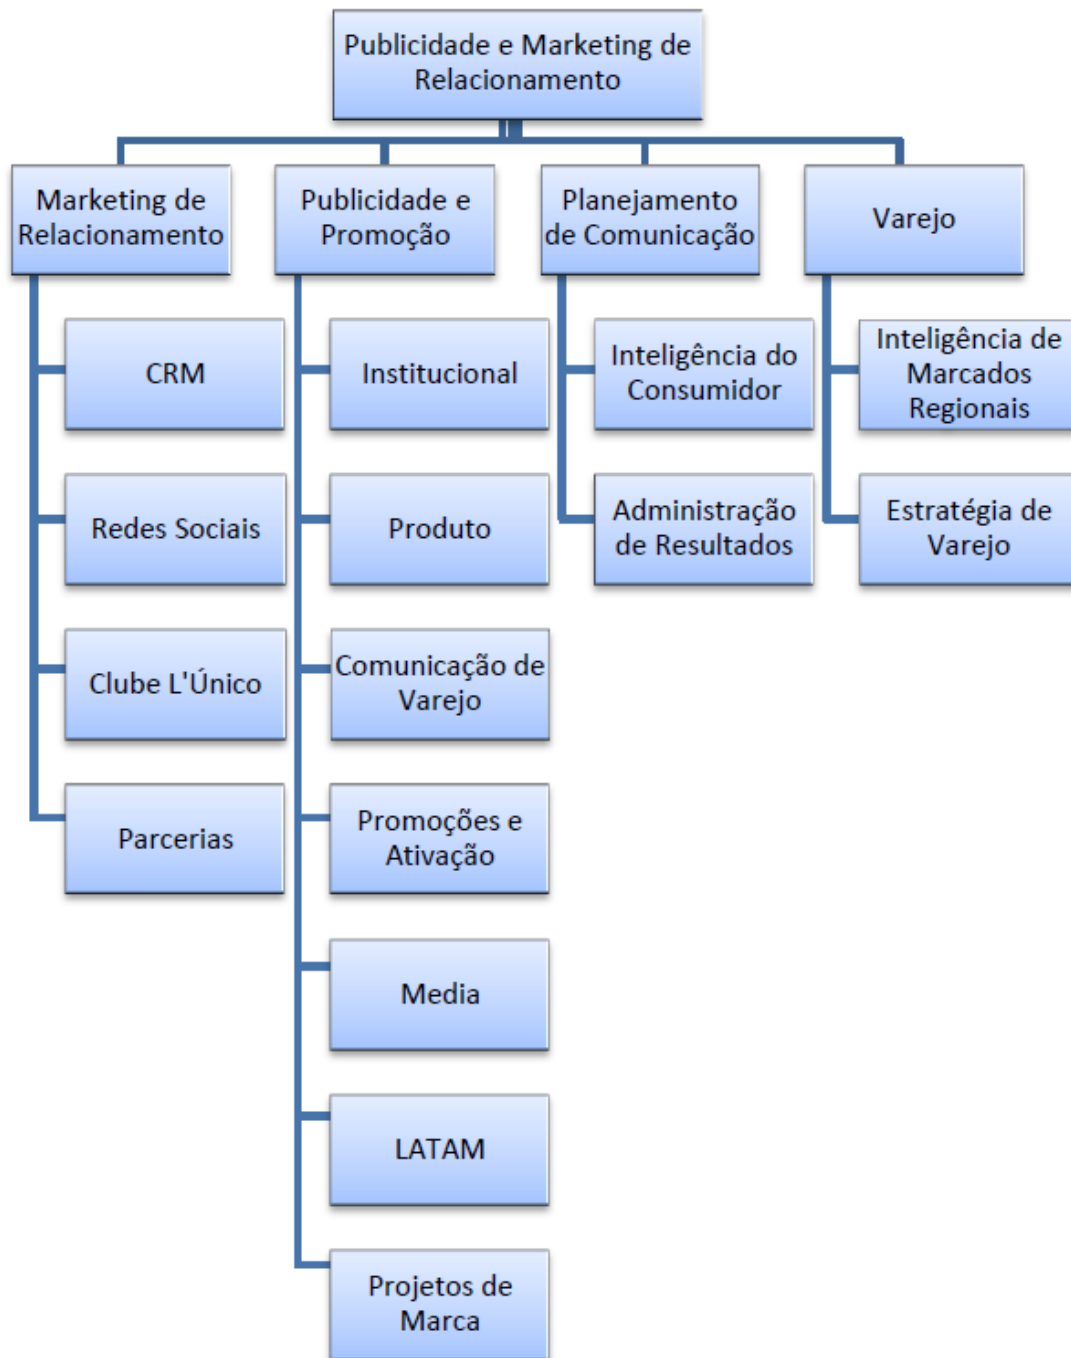 Publicidade e Marketing de
Relacionamento
Marketing de
Relacionamento
CRM
Redes Sociais
Clube L'Único
Parcerias
Publicidade e
Promoção
Institucional
Produto
Comunicação de
Varejo
Promoções e
Ativação
Media
LATAM
Projetos de
Marca
Planejamento
de Comunicação
Inteligência do
Consumidor
Administração
de Resultados
Varejo
Inteligência de
Marcados
Regionais
Estratégia de
Varejo